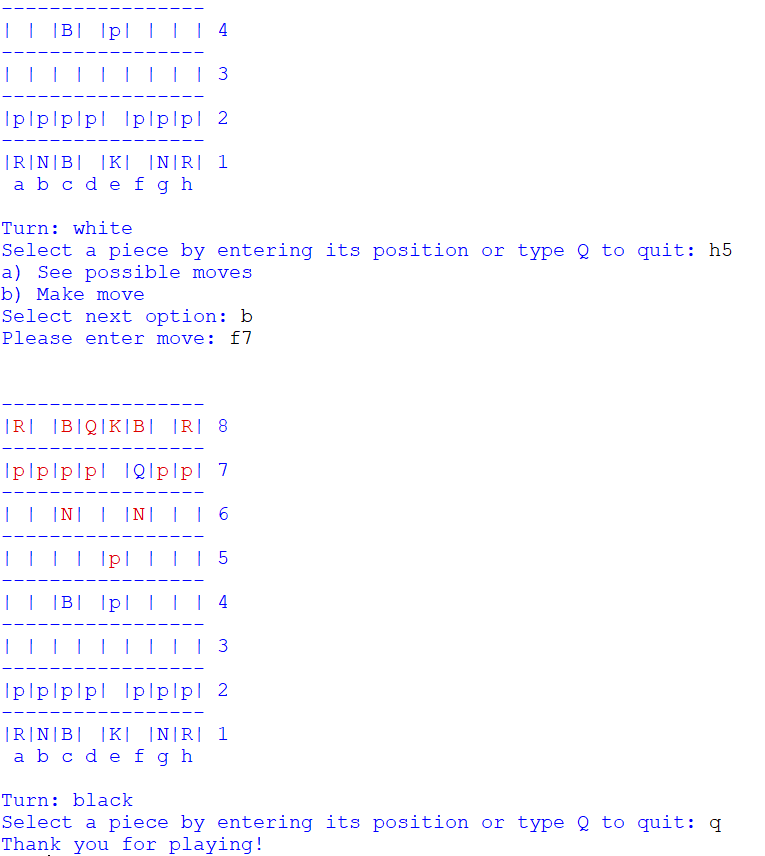 -----------------
| | |B| |p| | | | 4
-----------------
| | | | | | | | | 3
-----------------
|p|p|p|p| |p|p|p| 2
-----------------
|R|N|B| |K| |N|R| 1
 a b c d e f g h

Turn: white
Select a piece by entering its position or type Q to quit: h5
a) See possible moves
b) Make move
Select next option: b
Please enter move: f7

-----------------
|R| |B|Q|K|B| |R| 8
-----------------
|p|p|p|p| |Q|p|p| 7
-----------------
| | |N| | |N| | | 6
-----------------
| | | | |p| | | | 5
-----------------
| | |B| |p| | | | 4
-----------------
| | | | | | | | | 3
-----------------
|p|p|p|p| |p|p|p| 2
-----------------
|R|N|B| |K| |N|R| 1
 a b c d e f g h

Turn: black
Select a piece by entering its position or type Q to quit: q
Thank you for playing!